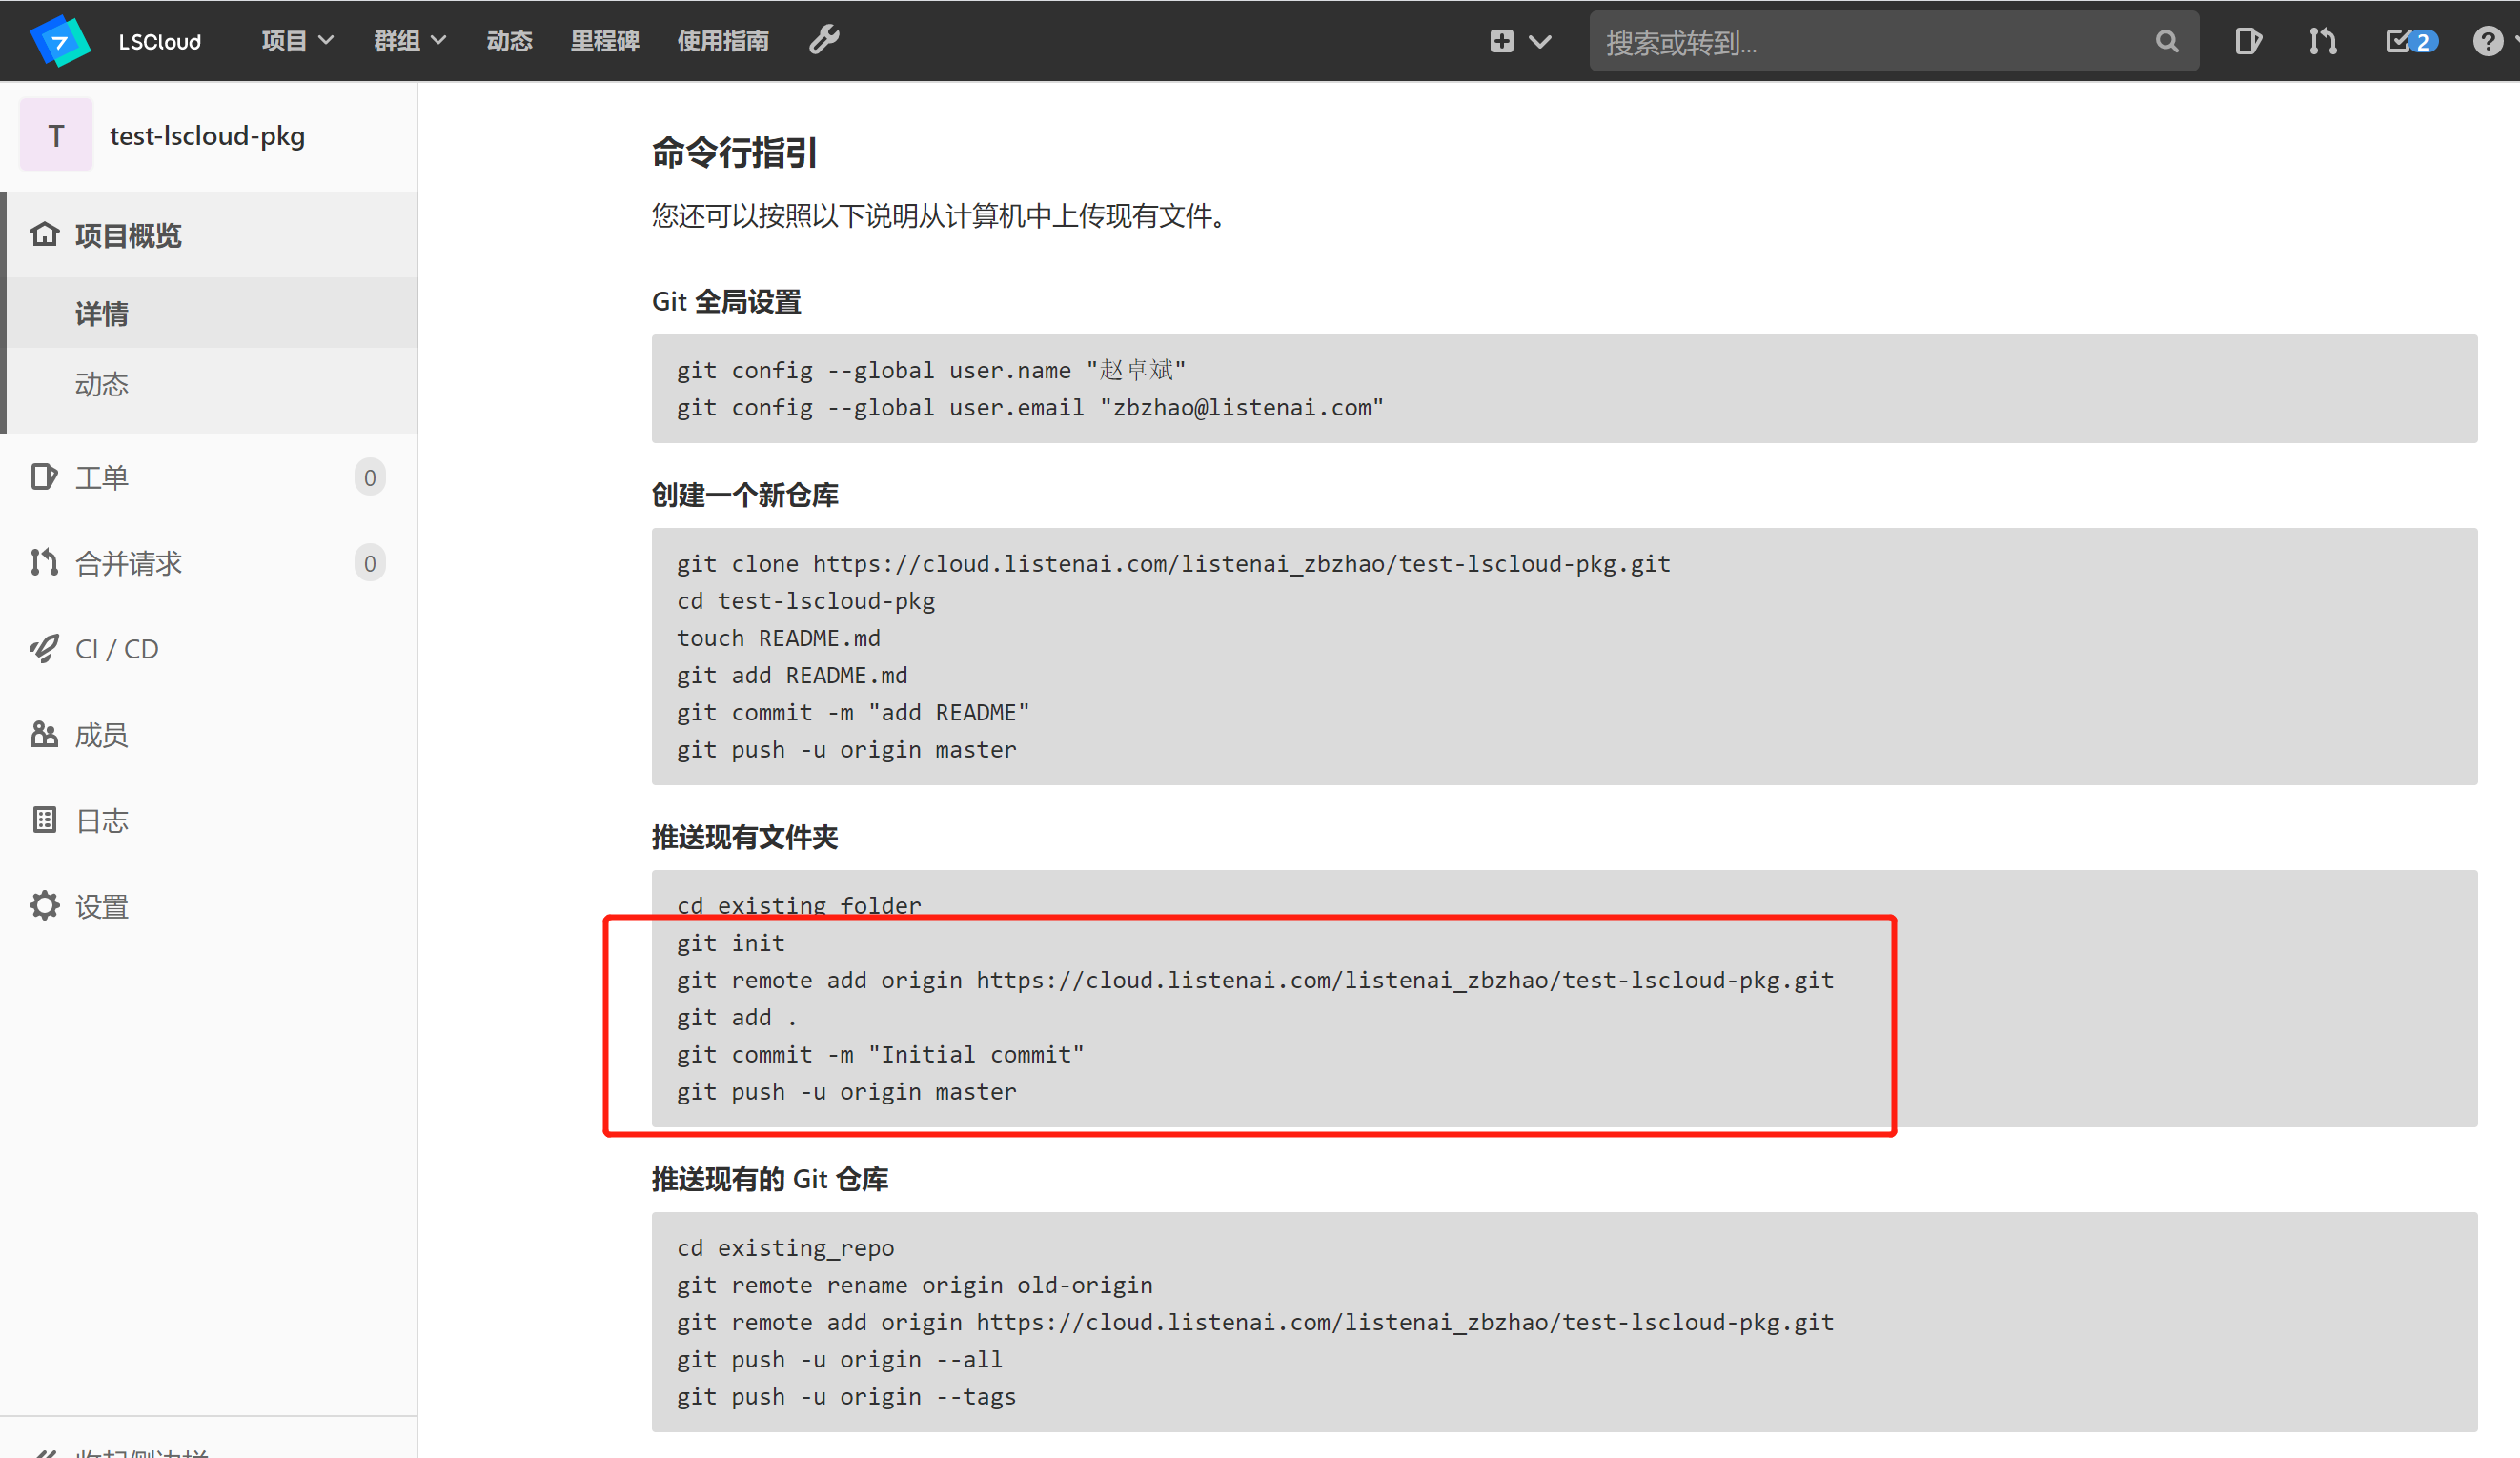 LSCloud 项目 群组 动态 里程碑 使用指南 搜索或转到... 2
T test-lscloud-pkg
项目概览
详情
动态
工单 0
合并请求 0
CI / CD
成员
日志
设置
收起侧边栏
命令行指引
您还可以按照以下说明从计算机中上传现有文件。
Git 全局设置
git config --global user.name "赵卓斌"
git config --global user.email "zbzhao@listenai.com"
创建一个新仓库
git clone https://cloud.listenai.com/listenai_zbzhao/test-lscloud-pkg.git
cd test-lscloud-pkg
touch README.md
git add README.md
git commit -m "add README"
git push -u origin master
推送现有文件夹
cd existing_folder
git init
git remote add origin https://cloud.listenai.com/listenai_zbzhao/test-lscloud-pkg.git
git add .
git commit -m "Initial commit"
git push -u origin master
推送现有的 Git 仓库
cd existing_repo
git remote rename origin old-origin
git remote add origin https://cloud.listenai.com/listenai_zbzhao/test-lscloud-pkg.git
git push -u origin --all
git push -u origin --tags